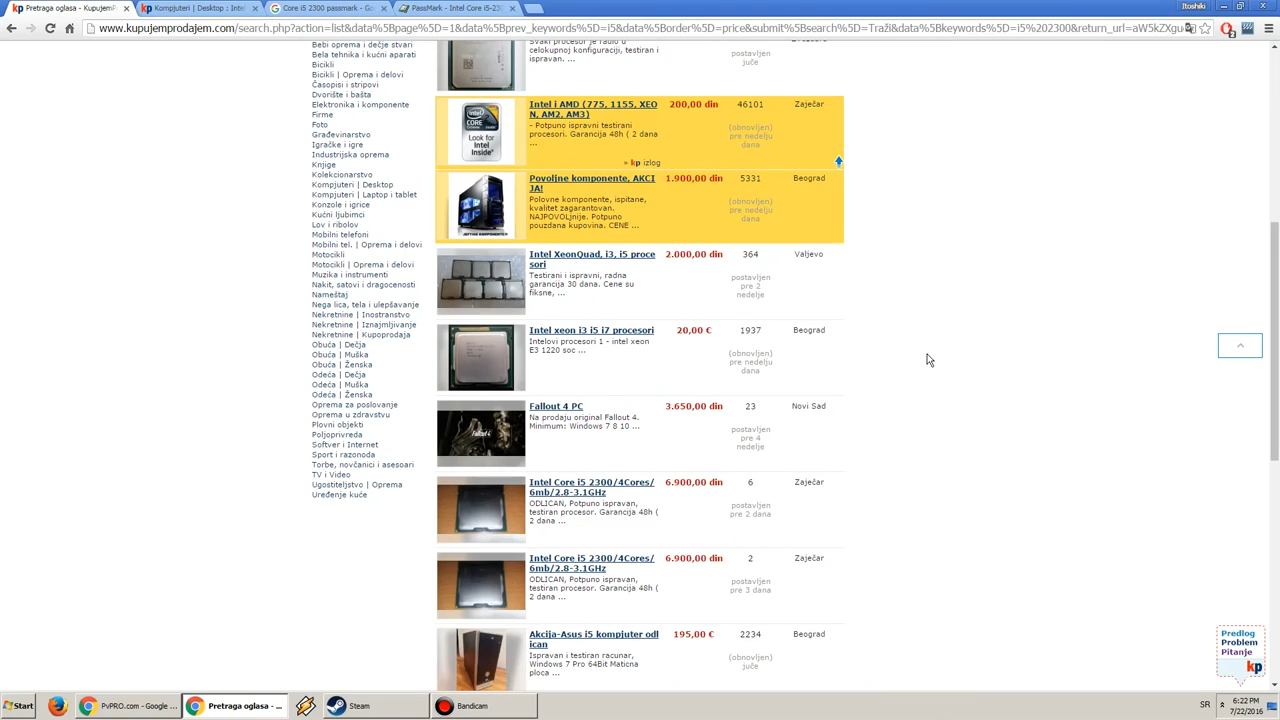 Pretraga oglasa - KupujemP
Kompjuteri | Desktop : Inte
Core i5 2300 passmark - G
PassMark - Intel Core i5-23
Itoshiki
www.kupujemprodajem.com/search.php?action=list&data%5Bpage%5D=1&data%5Bprev_keywords%5D=i5&data%5Border%5D=price&submit%5Bsearch%5D=Traži&data%5Bkeywords%5D=i5%202300&return_url=aW5kZXgu
Bebi oprema i dečje stvari
Bela tehnika i kućni aparati
Bicikli
Bicikli | Oprema i delovi
Časopisi i stripovi
Dvorište i bašta
Elektronika i komponente
Firme
Foto
Građevinarstvo
Igračke i igre
Industrijska oprema
Knjige
Kolekcionarstvo
Kompjuteri | Desktop
Kompjuteri | Laptop i tablet
Konzole i igrice
Kućni ljubimci
Lov i ribolov
Mobilni telefoni
Mobilni tel. | Oprema i delovi
Motocikli
Motocikli | Oprema i delovi
Muzika i instrumenti
Nakit, satovi i dragocenosti
Nameštaj
Nega lica, tela i ulepšavanje
Nekretnine | Inostranstvo
Nekretnine | Iznajmljivanje
Nekretnine | Kupoprodaja
Obuća | Dečja
Obuća | Muška
Obuća | Ženska
Odeća | Dečja
Odeća | Muška
Odeća | Ženska
Oprema za poslovanje
Oprema u zdravstvu
Plovni objekti
Poljoprivreda
Softver i Internet
Sport i razonoda
Torbe, novčanici i asesoari
TV i Video
Ugostiteljstvo | Oprema
Uređenje kuće
Svaki procesor je radio u
celokupnoj konfiguraciji, testiran i
ispravan. ...
postavljen
juče
Intel i AMD (775, 1155, XEO
N, AM2, AM3)
- Potpuno ispravni testirani
procesori. Garancija 48h ( 2 dana
...
» kp izlog
200,00 din
46101
(obnovljen)
pre nedelju
dana
Zaječar
CORE
Look for
Intel
Inside
Povoljne komponente, AKCI
JA!
Polovne komponente, ispitane,
kvalitet zagarantovan.
NAJPOVOLjnije. Potpuno
pouzdana kupovina. CENE ...
1.900,00 din
5331
(obnovljen)
pre nedelju
dana
Beograd
JEFTINE KOMPONENTE
Intel XeonQuad, i3, i5 proce
sori
Testirani i ispravni, radna
garancija 30 dana. Cene su
fiksne, ...
2.000,00 din
364
postavljen
pre 2
nedelje
Valjevo
Intel xeon i3 i5 i7 procesori
Intelovi procesori 1 - intel xeon
E3 1220 soc ...
20,00 €
1937
(obnovljen)
pre nedelju
dana
Beograd
Fallout 4 PC
Na prodaju original Fallout 4.
Minimum: Windows 7 8 10 ...
3.650,00 din
23
postavljen
pre 4
nedelje
Novi Sad
Fallout 4
Intel Core i5 2300/4Cores/
6mb/2.8-3.1GHz
ODLICAN, Potpuno ispravan,
testiran procesor. Garancija 48h (
2 dana ...
6.900,00 din
6
postavljen
pre 2 dana
Zaječar
Intel Core i5 2300/4Cores/
6mb/2.8-3.1GHz
ODLICAN, Potpuno ispravan,
testiran procesor. Garancija 48h (
2 dana ...
6.900,00 din
2
postavljen
pre 3 dana
Zaječar
Akcija-Asus i5 kompjuter odl
ican
Ispravan i testiran racunar,
Windows 7 Pro 64Bit Maticna
ploca ...
195,00 €
2234
(obnovljen)
juče
Beograd
Predlog
Problem
Pitanje
kp
Start
PvPRO.com - Google ...
Pretraga oglasa - ...
Steam
Bandicam
SR
6:22 PM
7/22/2016